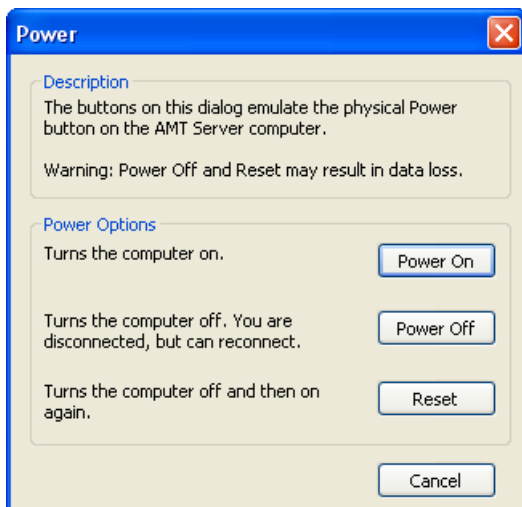 Power
Description
The buttons on this dialog emulate the physical Power
button on the AMT Server computer.
Warning: Power Off and Reset may result in data loss.
Power Options
Turns the computer on.
Power On
Turns the computer off. You are
disconnected, but can reconnect.
Power Off
Turns the computer off and then on
again.
Reset
Cancel